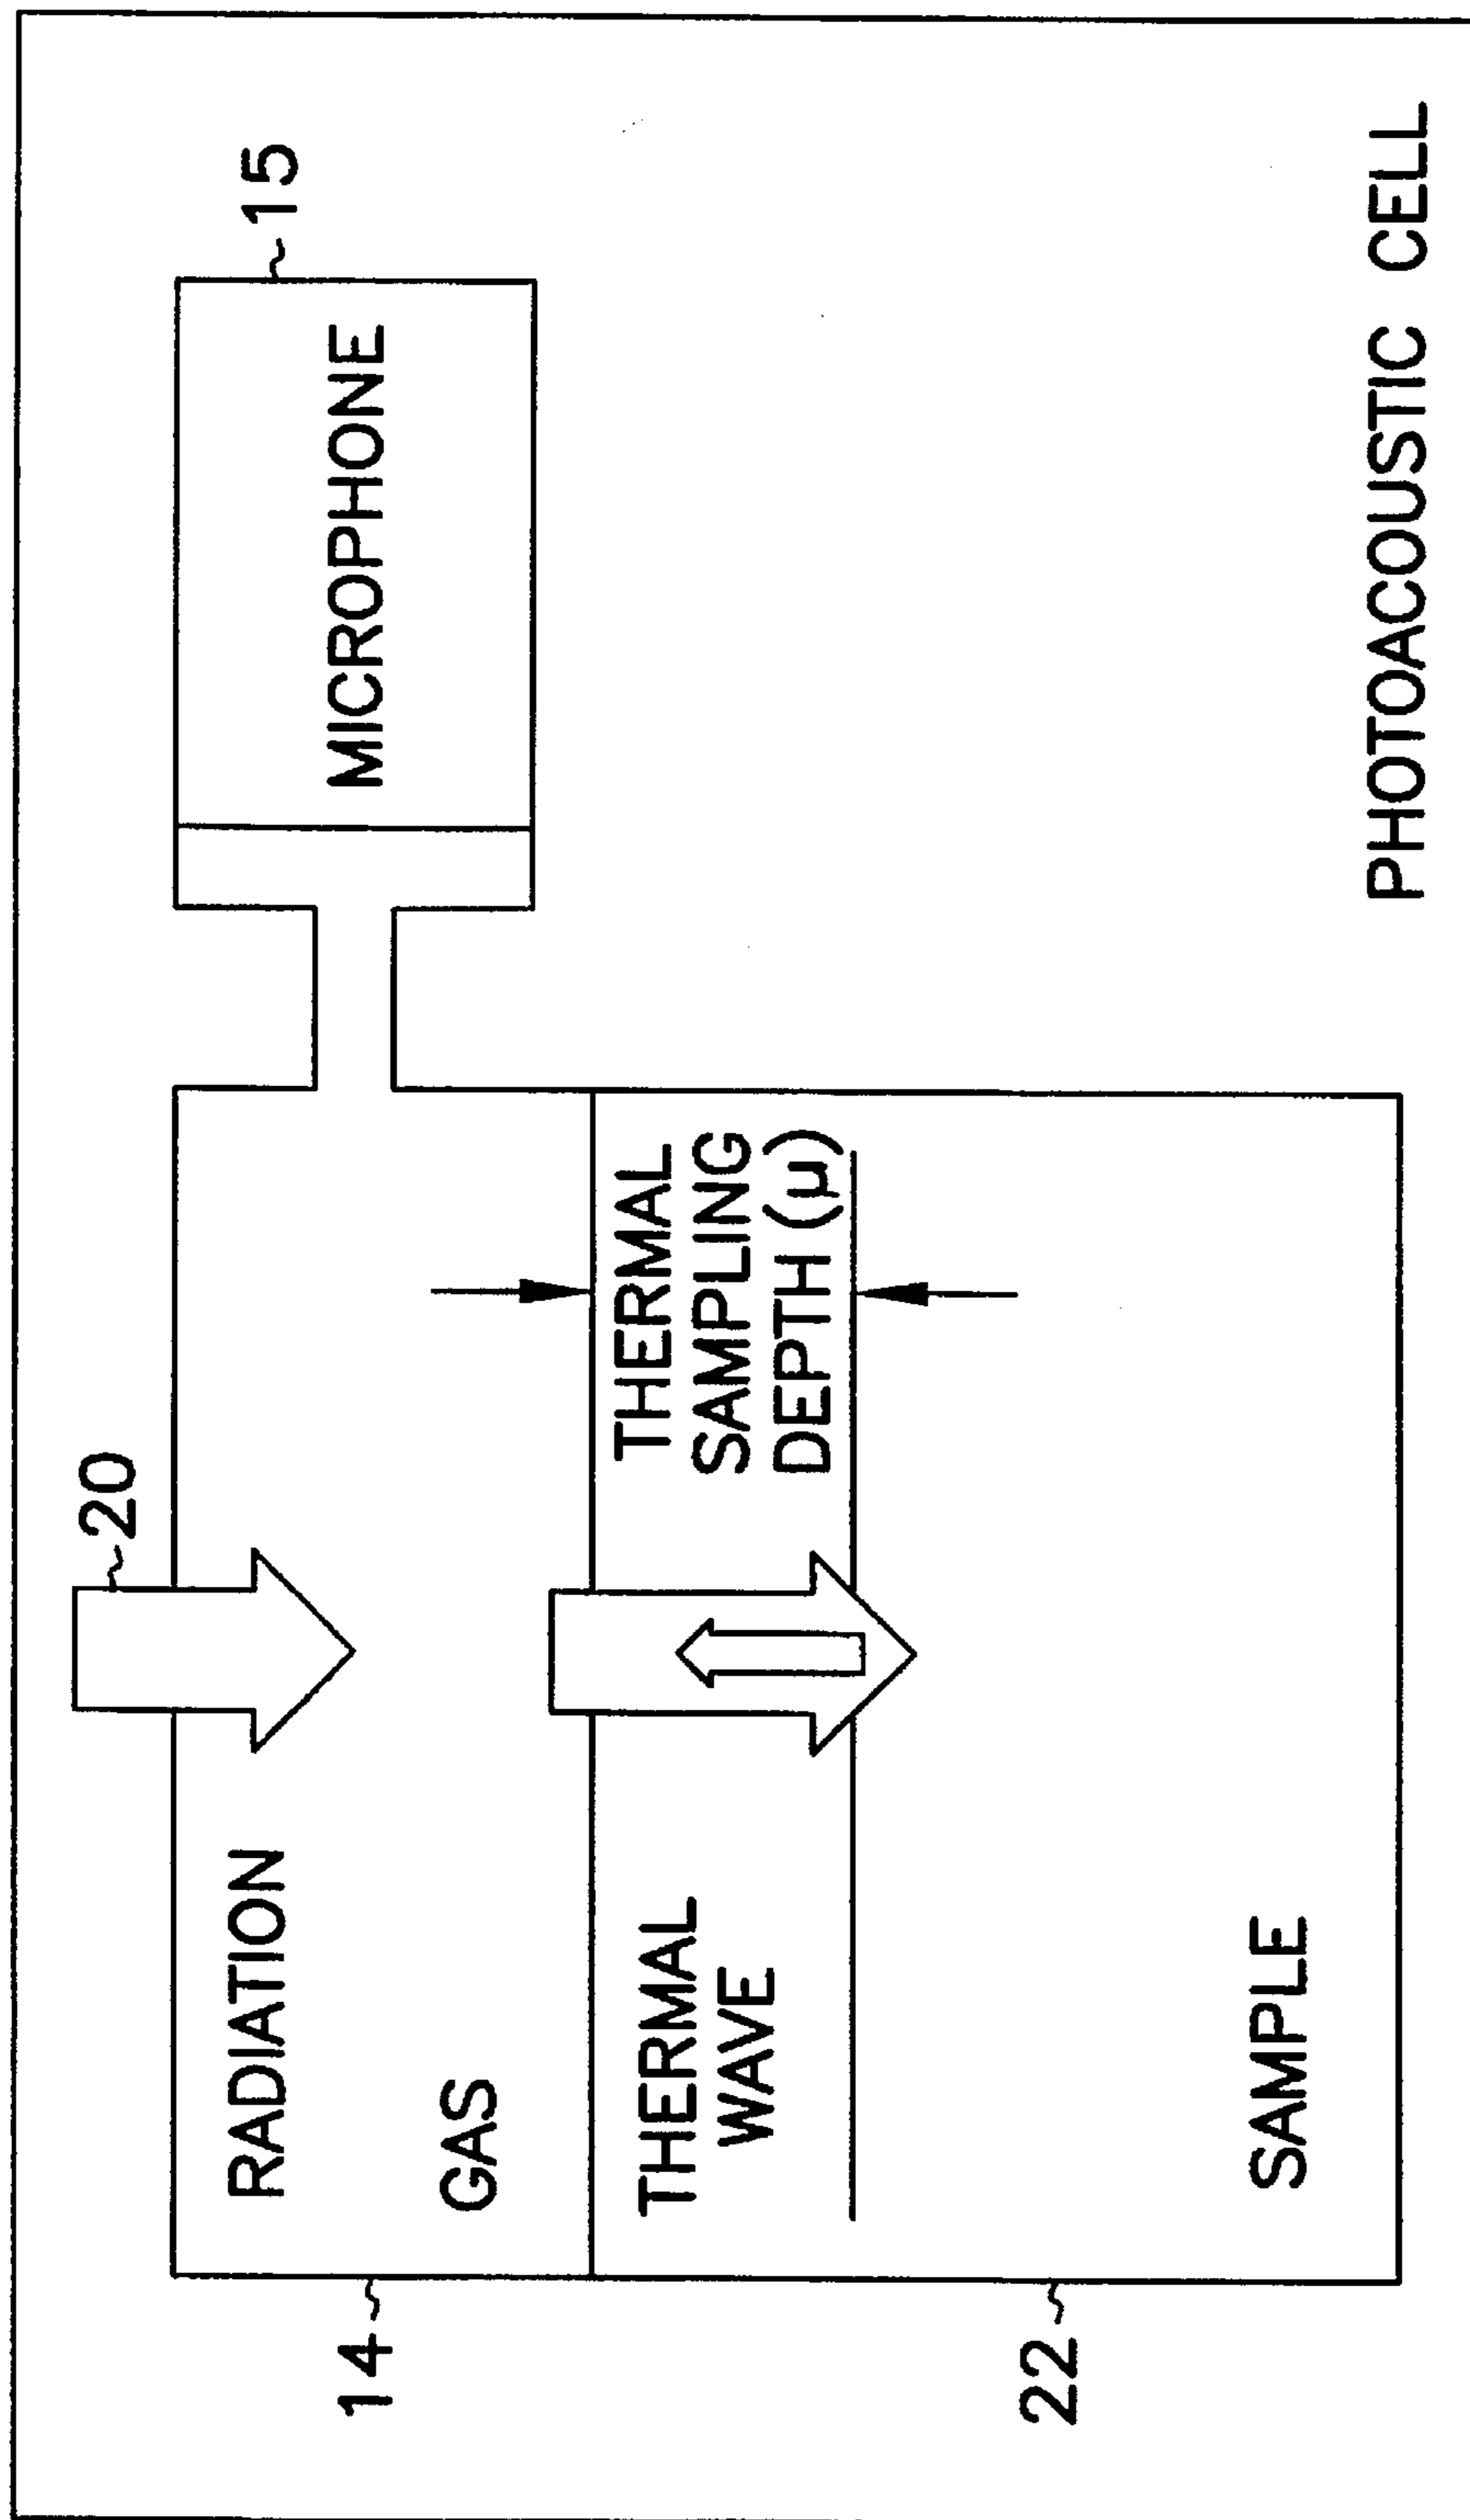 20
15
RADIATION
MICROPHONE
14
GAS
THERMAL
WAVE
THERMAL
SAMPLING
DEPTH (μ)
22
SAMPLE
PHOTOACOUSTIC CELL